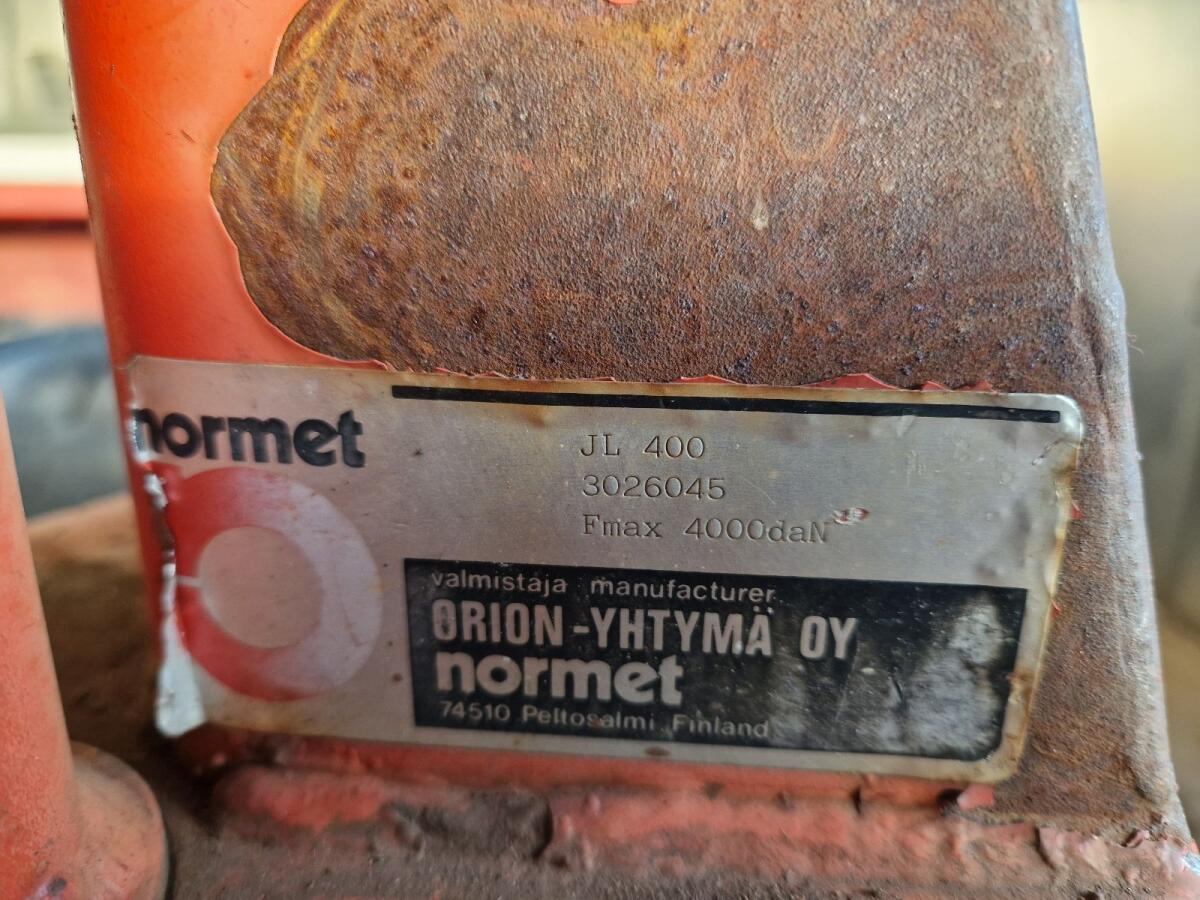 normet
JL 400
3026045
Fmax 4000daN
valmistaja manufacturer
ORION-YHTYMÄ OY
normet
74510 Peltosalmi Finland